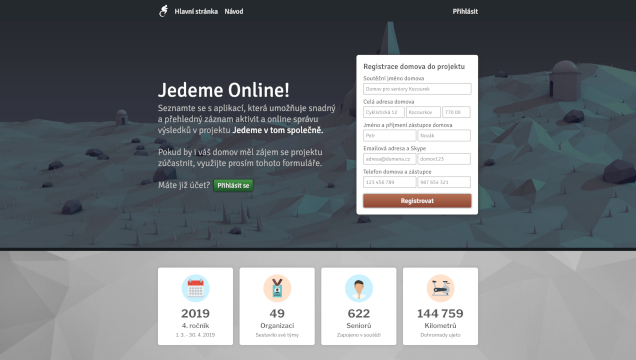 Hlavní stránka
Návod
Přihlásit
Jedeme Online!
Seznamte se s aplikací, která umožňuje snadný
a přehledný záznam aktivit a online správu
výsledků v projektu Jedeme v tom společně.
Pokud by i váš domov měl zájem se projektu
zúčastnit, využijte prosím tohoto formuláře.
Máte již účet? Přihlásit se
Registrace domova do projektu
Soutěžní jméno domova
Domov pro seniory Kocourek
Celá adresa domova
Cyklistická 12
Kocourkov
779 00
Jméno a příjmení zástupce domova
Petr
Novák
Emailová adresa a Skype
adresa@domena.cz
domov123
Telefon domova a zástupce
123 456 789
987 654 321
Registrovat
2019
4. ročník
1. 3. - 30. 4. 2019
49
Organizací
Sestavilo své týmy
622
Seniorů
Zapojeno v soutěži
144 759
Kilometrů
Dohromady ujeto